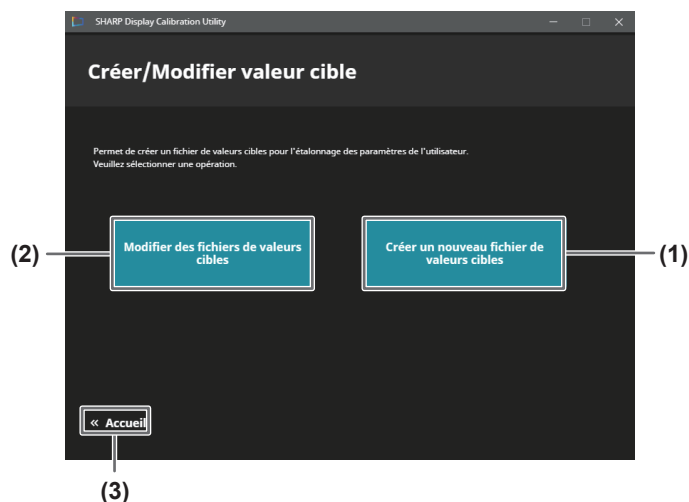 SHARP Display Calibration Utility
Créer/Modifier valeur cible
Permet de créer un fichier de valeurs cibles pour l'étalonnage des paramètres de l'utilisateur.
Veuillez sélectionner une opération.
(2)
Modifier des fichiers de valeurs
cibles
Créer un nouveau fichier de
valeurs cibles
(1)
« Accueil
(3)